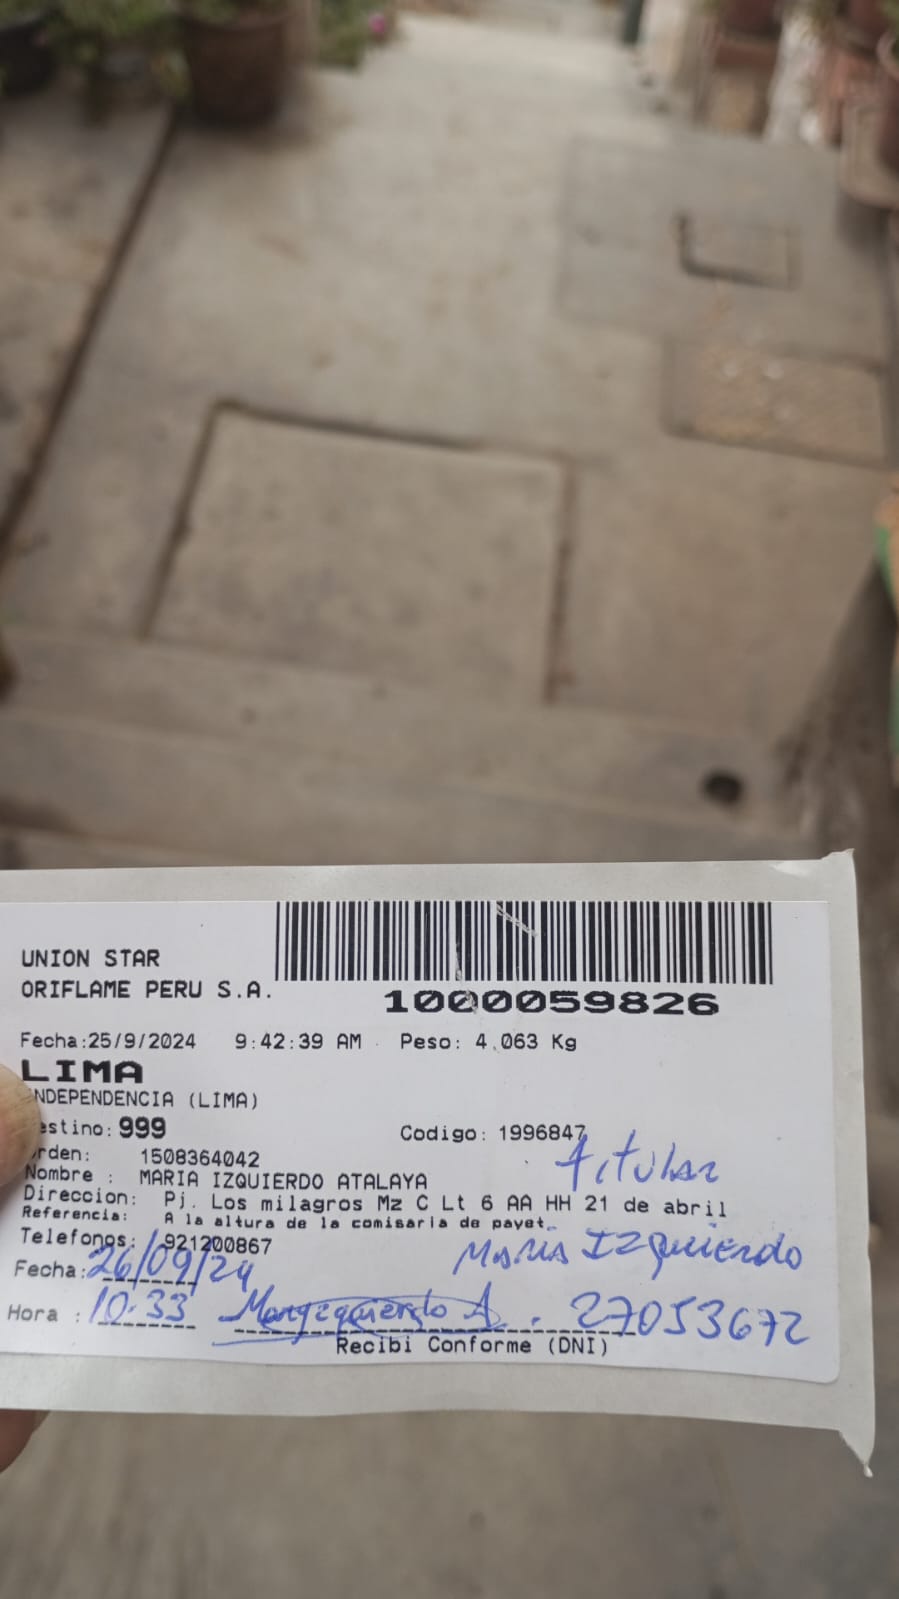 UNION STAR
ORIFLAME PERU S.A.
1000059826
Fecha:25/9/2024 9:42:39 AM Peso: 4.063 Kg
LIMA
NDEPENDENCIA (LIMA)
estino: 999 Codigo: 1996847
rden: 1508364042 titular
Nombre : MARIA IZQUIERDO ATALAYA
Direccion: Pj. Los milagros Mz C Lt 6 AA HH 21 de abril
Referencia: A la altura de la comisaria de payet
Telefonos: 921200867 MARIA IZQUIERDO
Fecha: 26/09/24
Hora : 10:33 27053672
Recibi Conforme (DNI)